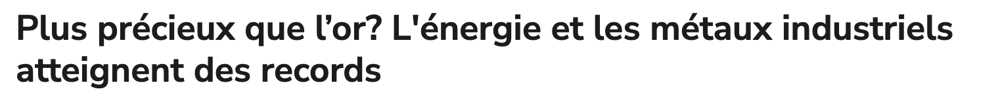 Plus précieux que l’or? L'énergie et les métaux industriels
atteignent des records